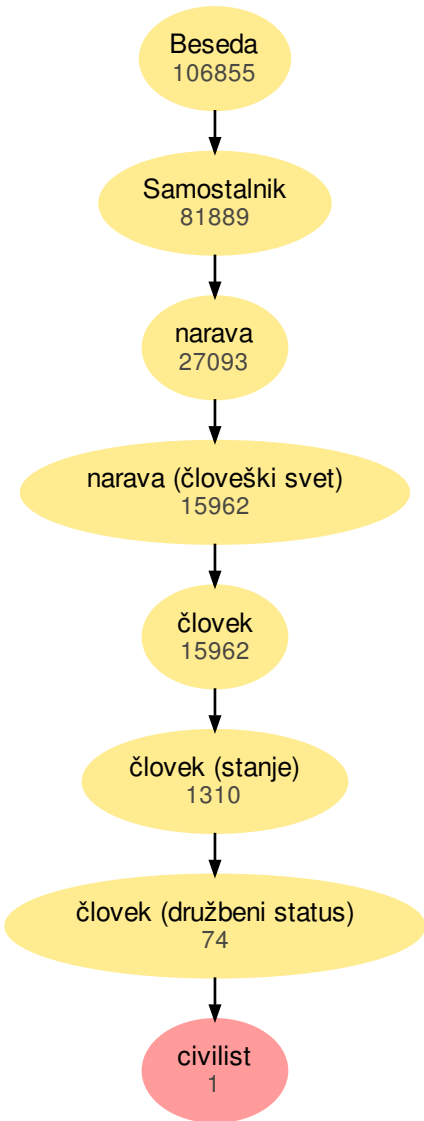 Beseda
106855
Samostalnik
81889
narava
27093
narava (človeški svet)
15962
človek
15962
človek (stanje)
1310
človek (družbeni status)
74
civilist
1